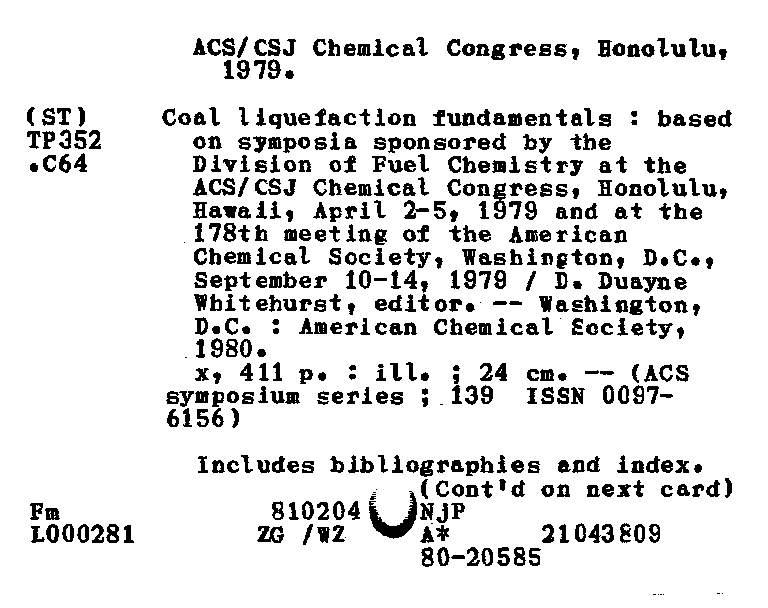 ACS/CSJ Chemical Congress, Honolulu,
1979.
(ST) Coal liquefaction fundamentals : based
TP352 on symposia sponsored by the
.C64 Division of Fuel Chemistry at the
ACS/CSJ Chemical Congress, Honolulu,
Hawaii, April 2-5, 1979 and at the
178th meeting of the American
Chemical Society, Washington, D.C.,
September 10-14, 1979 / D. Duayne
Whitehurst, editor. -- Washington,
D.C. : American Chemical Society,
1980.
x, 411 p. : ill. ; 24 cm. -- (ACS
symposium series ; 139 ISSN 0097-
6156)
Includes bibliographies and index.
(Cont'd on next card)
Fm 810204 NJP
L000281 ZG /WZ A* 21043809
80-20585